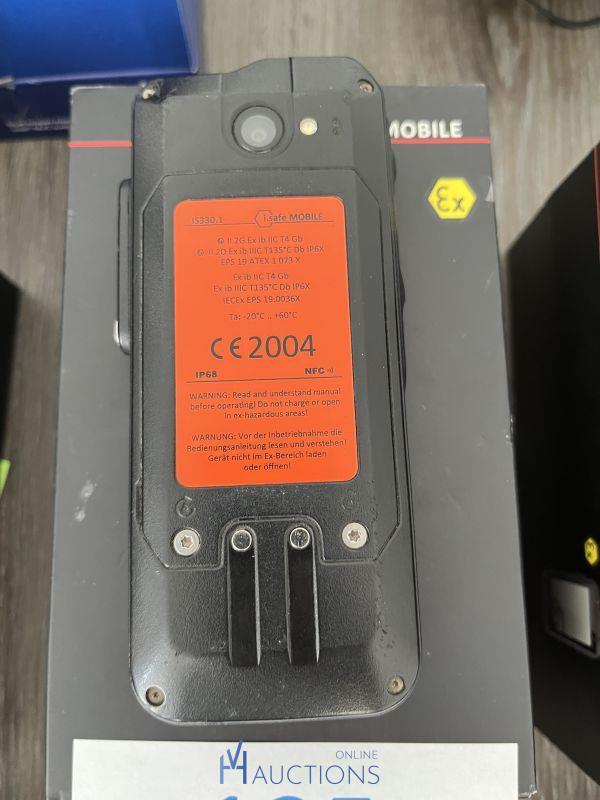 MOBILE
εx
IS330.1 i.safe MOBILE
II 2G Ex ib IIC T4 Gb
II 2D Ex ib IIIC T135°C Db IP6X
EPS 19 ATEX 1 073 X
Ex ib IIC T4 Gb
Ex ib IIIC T135°C Db IP6X
IECEx EPS 19.0036X
Ta: -20°C .. +60°C
CE 2004
IP68 NFC
WARNING: Read and understand manual
before operating! Do not charge or open
in ex-hazardous areas!
WARNUNG: Vor der Inbetriebnahme die
Bedienungsanleitung lesen und verstehen!
Gerät nicht im Ex-Bereich laden
oder öffnen!
εx
ONLINE
AUCTIONS